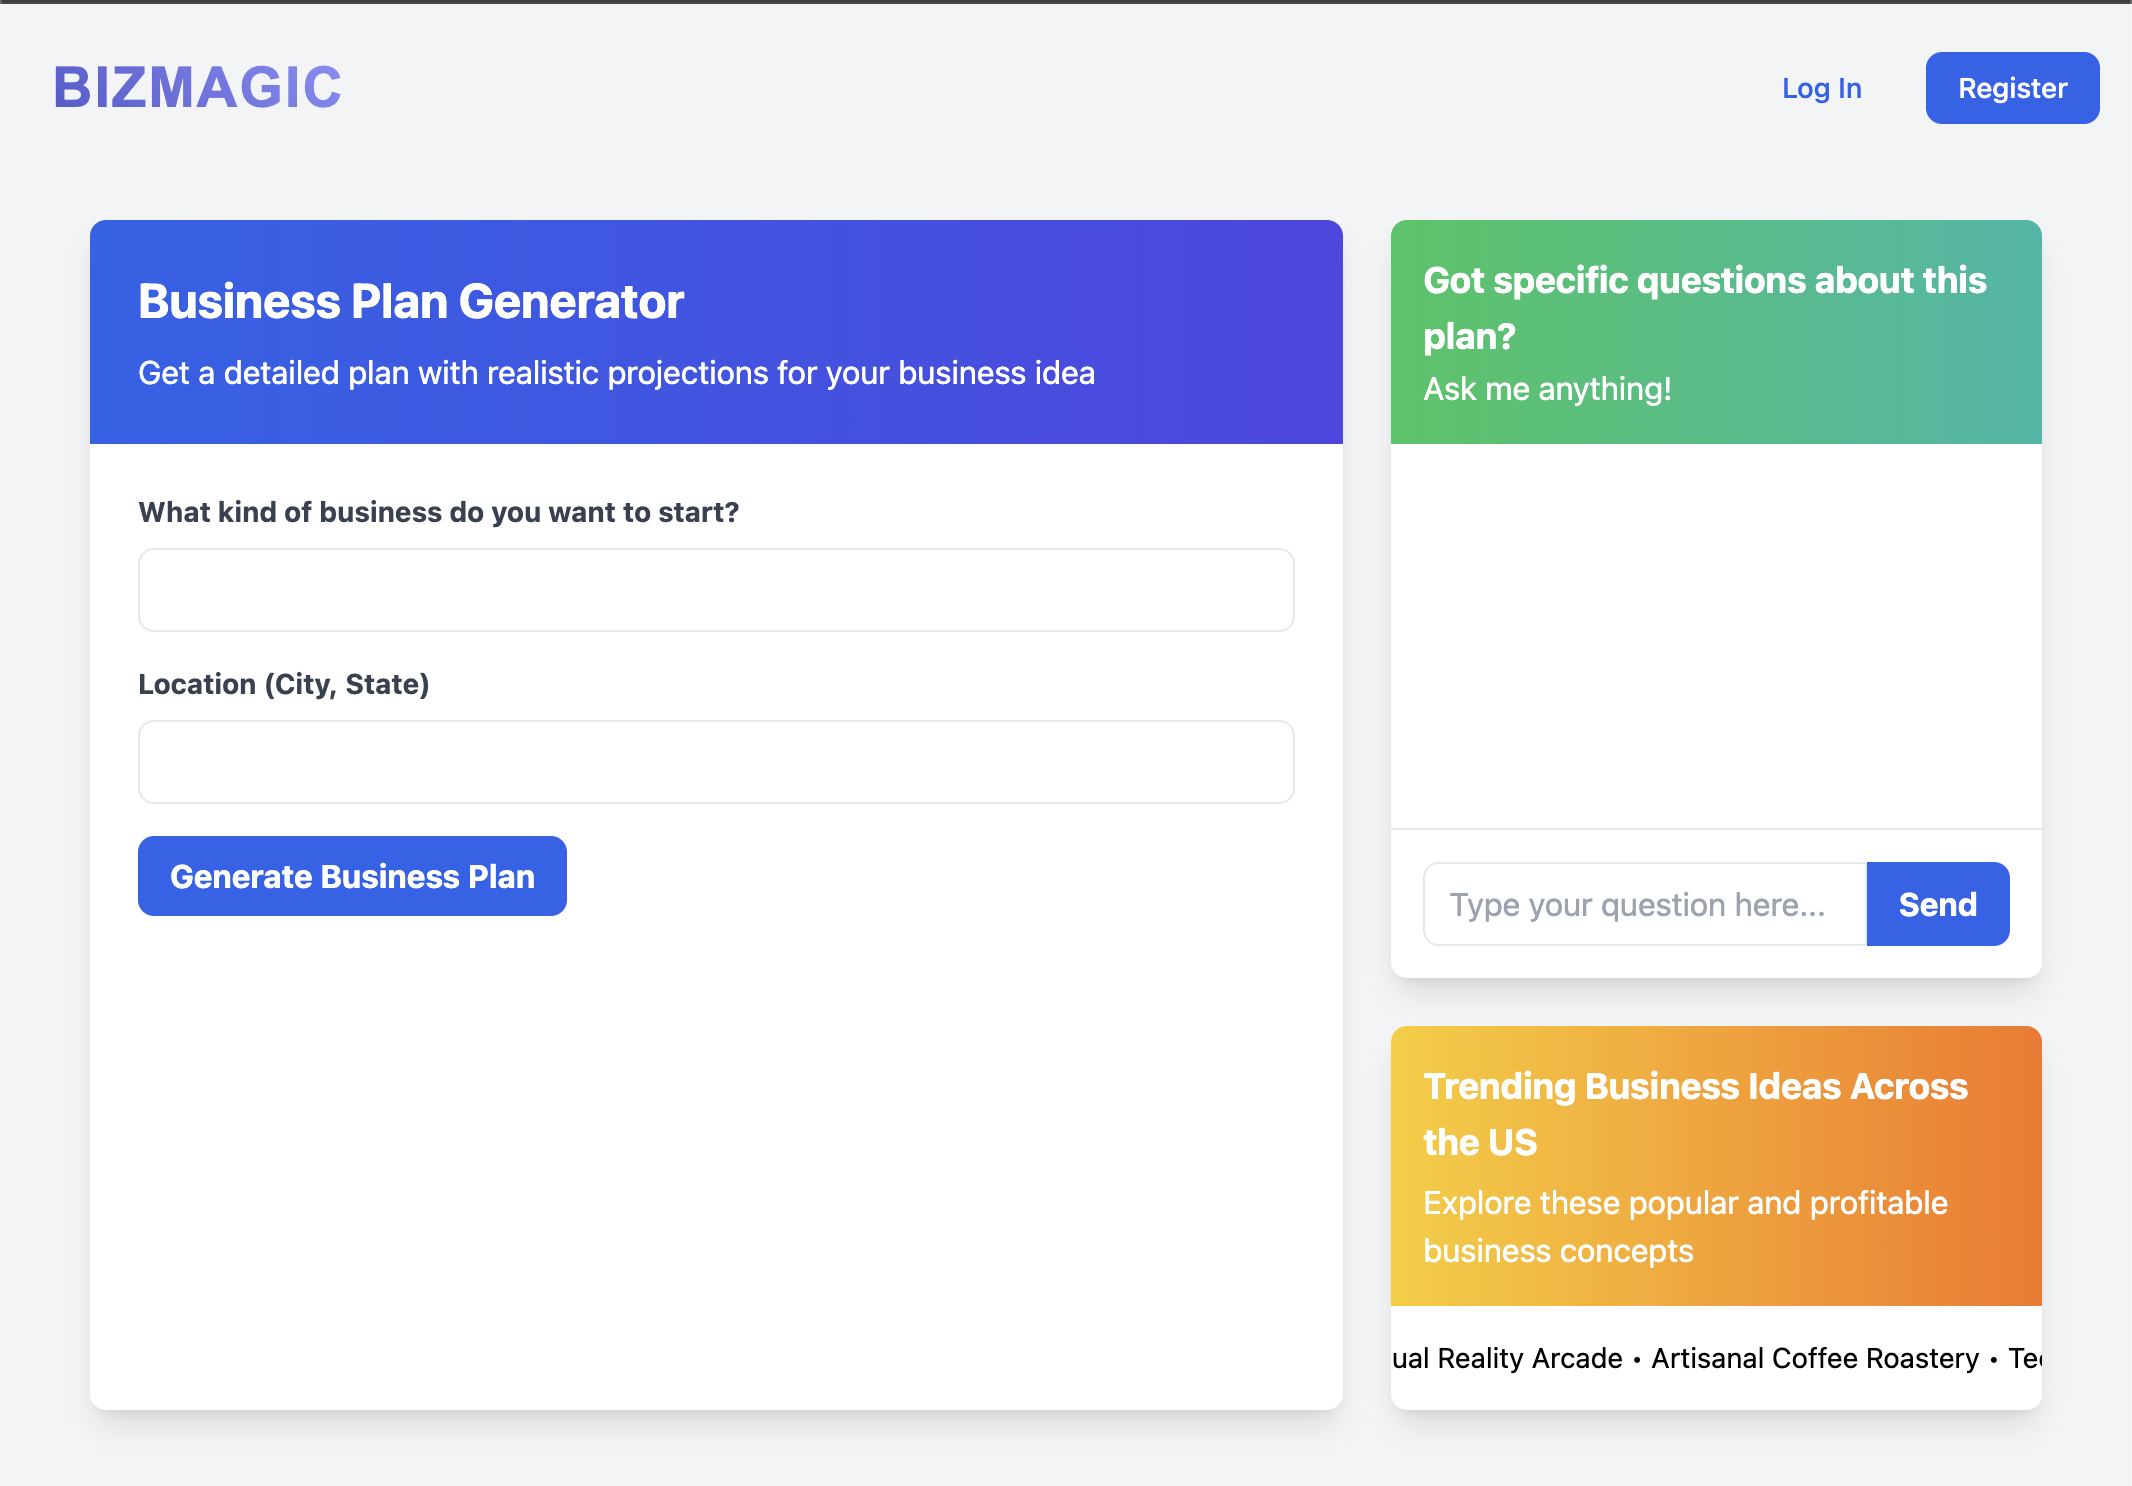 BIZMAGIC
Log In
Register
Business Plan Generator
Get a detailed plan with realistic projections for your business idea
What kind of business do you want to start?
Location (City, State)
Generate Business Plan
Got specific questions about this
plan?
Ask me anything!
Type your question here...
Send
Trending Business Ideas Across
the US
Explore these popular and profitable
business concepts
Reality Arcade • Artisanal Coffee Roastery •